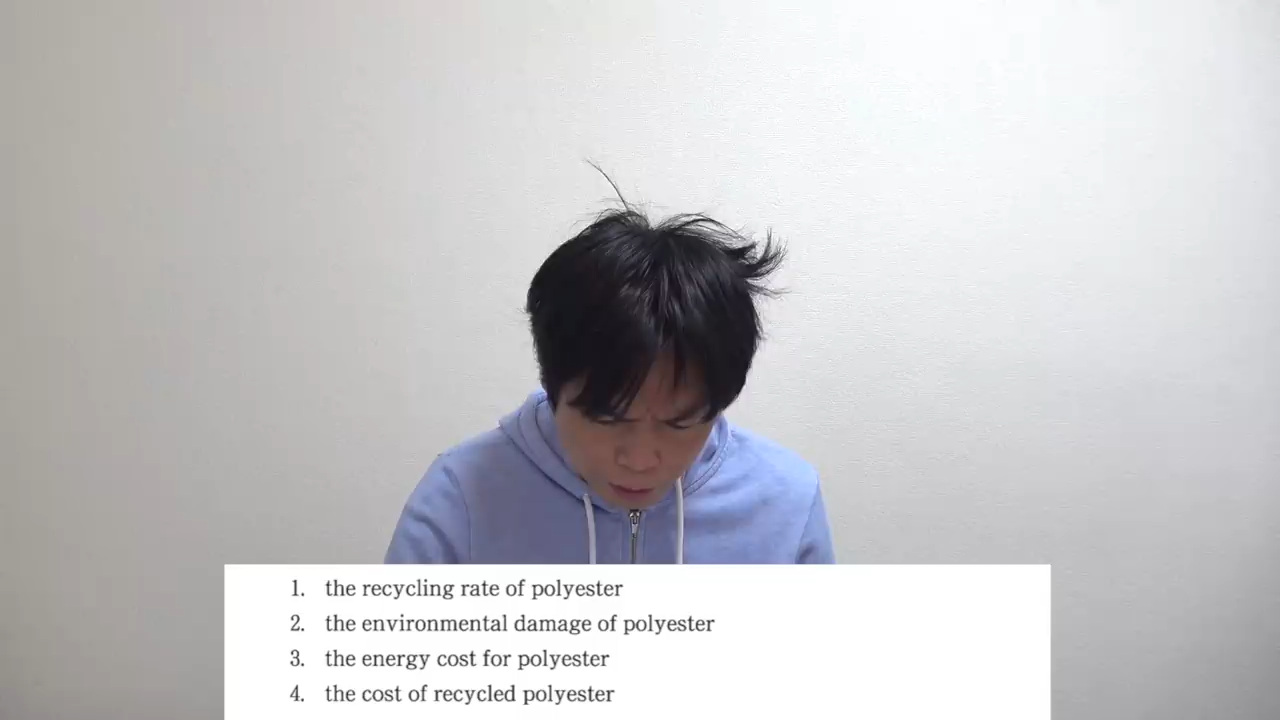 1. the recycling rate of polyester
2. the environmental damage of polyester
3. the energy cost for polyester
4. the cost of recycled polyester